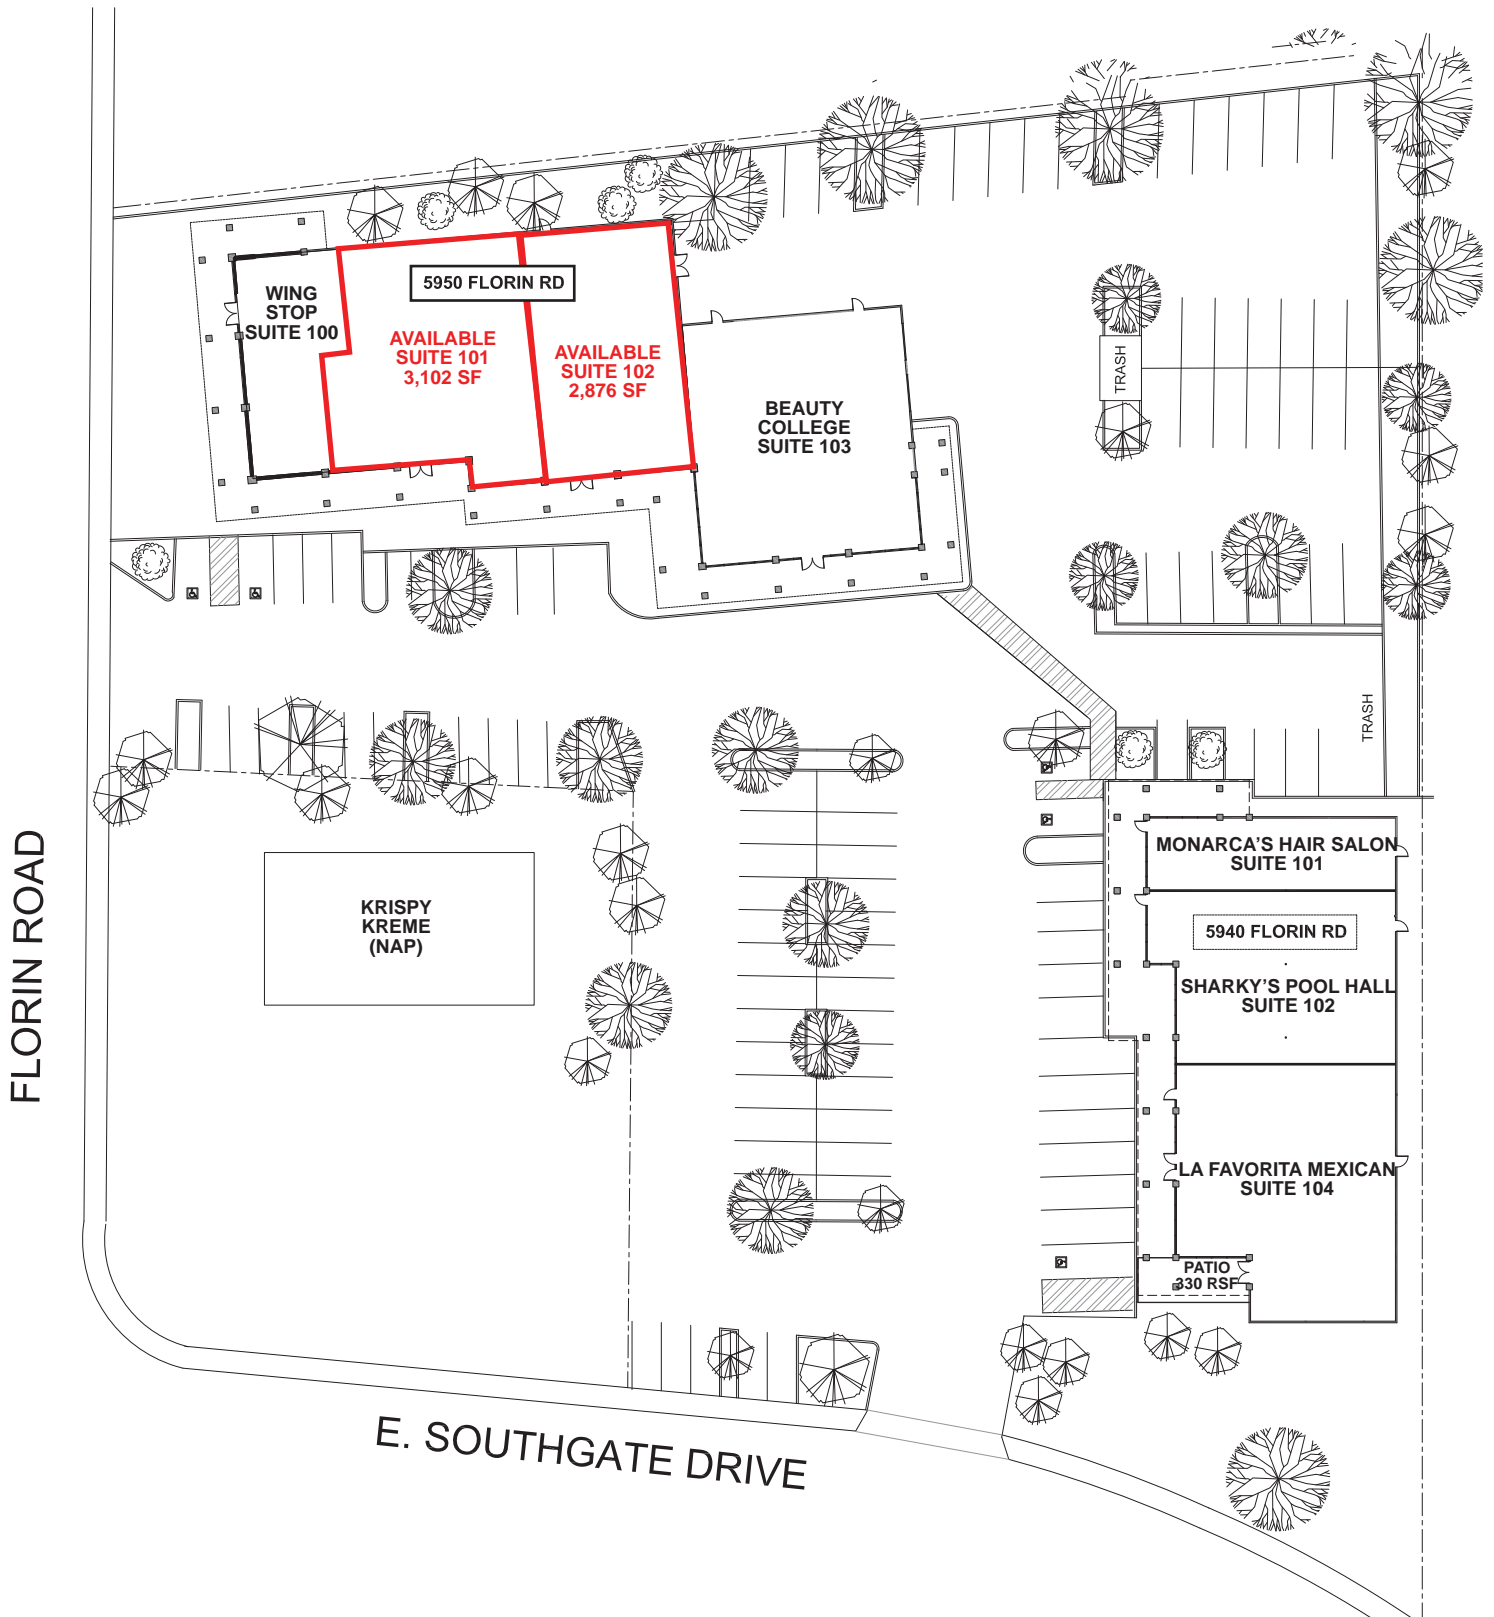 5950 FLORIN RD
WING
STOP
SUITE 100
AVAILABLE
SUITE 101
3,102 SF
AVAILABLE
SUITE 102
2,876 SF
BEAUTY
COLLEGE
SUITE 103
TRASH
TRASH
MONARCA'S HAIR SALON
SUITE 101
5940 FLORIN RD
SHARKY'S POOL HALL
SUITE 102
LA FAVORITA MEXICAN
SUITE 104
PATIO
330 RSF
KRISPY
KREME
(NAP)
FLORIN ROAD
E. SOUTHGATE DRIVE